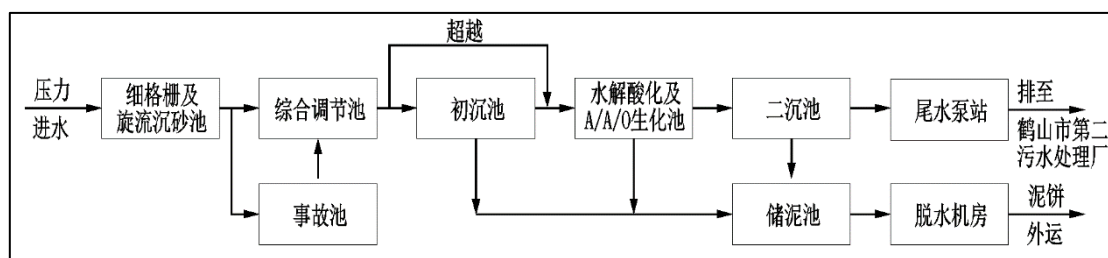 超越
压力
进水
细格栅及
旋流沉砂池
综合调节池
初沉池
水解酸化及
A/A/O生化池
二沉池
尾水泵站
排至
鹤山市第二
污水处理厂
事故池
储泥池
脱水机房
泥饼
外运